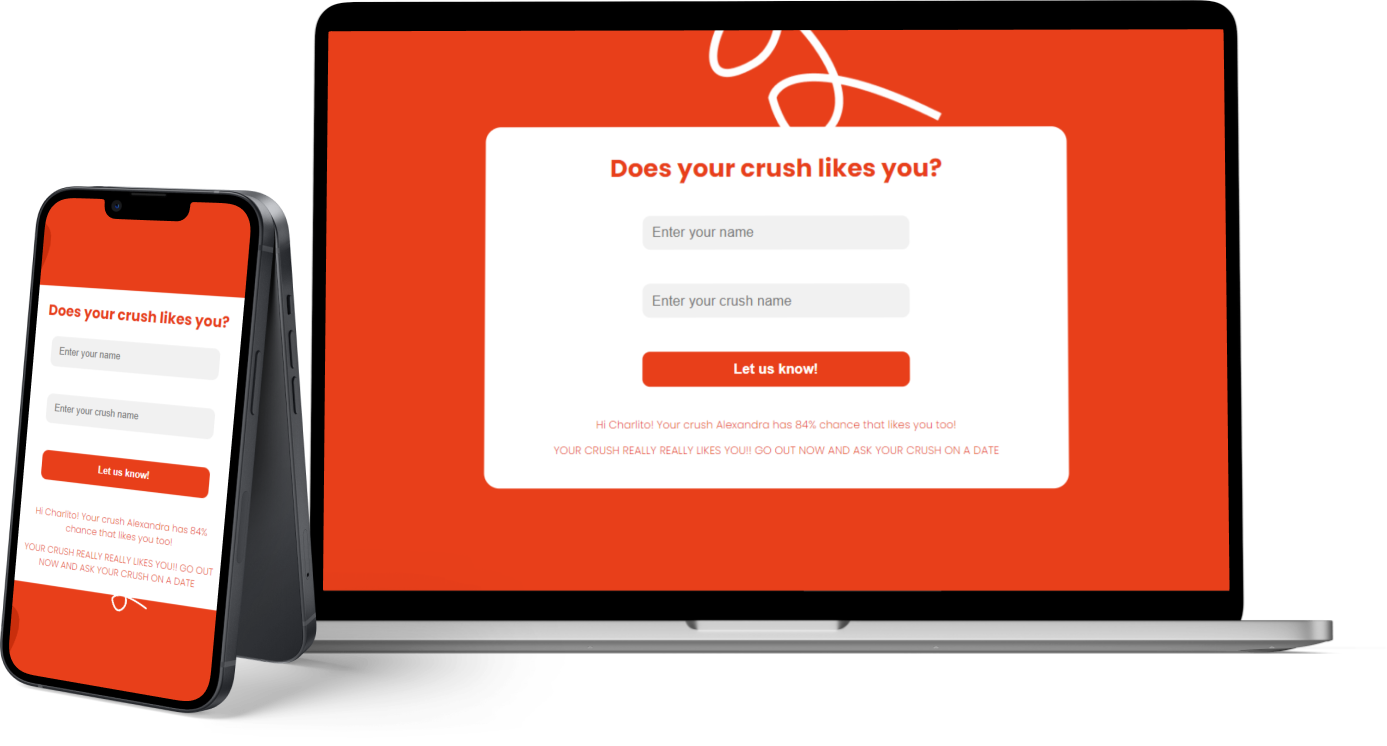 Does your crush likes you?
Enter your name
Enter your crush name
Let us know!
Hi Charlito! Your crush Alexandra has 84% chance that likes you too!
YOUR CRUSH REALLY REALLY LIKES YOU!! GO OUT NOW AND ASK YOUR CRUSH ON A DATE
Does your crush likes you?
Enter your name
Enter your crush name
Let us know!
Hi Charlito! Your crush Alexandra has 84%
chance that likes you too!
YOUR CRUSH REALLY REALLY LIKES YOU!! GO OUT
NOW AND ASK YOUR CRUSH ON A DATE